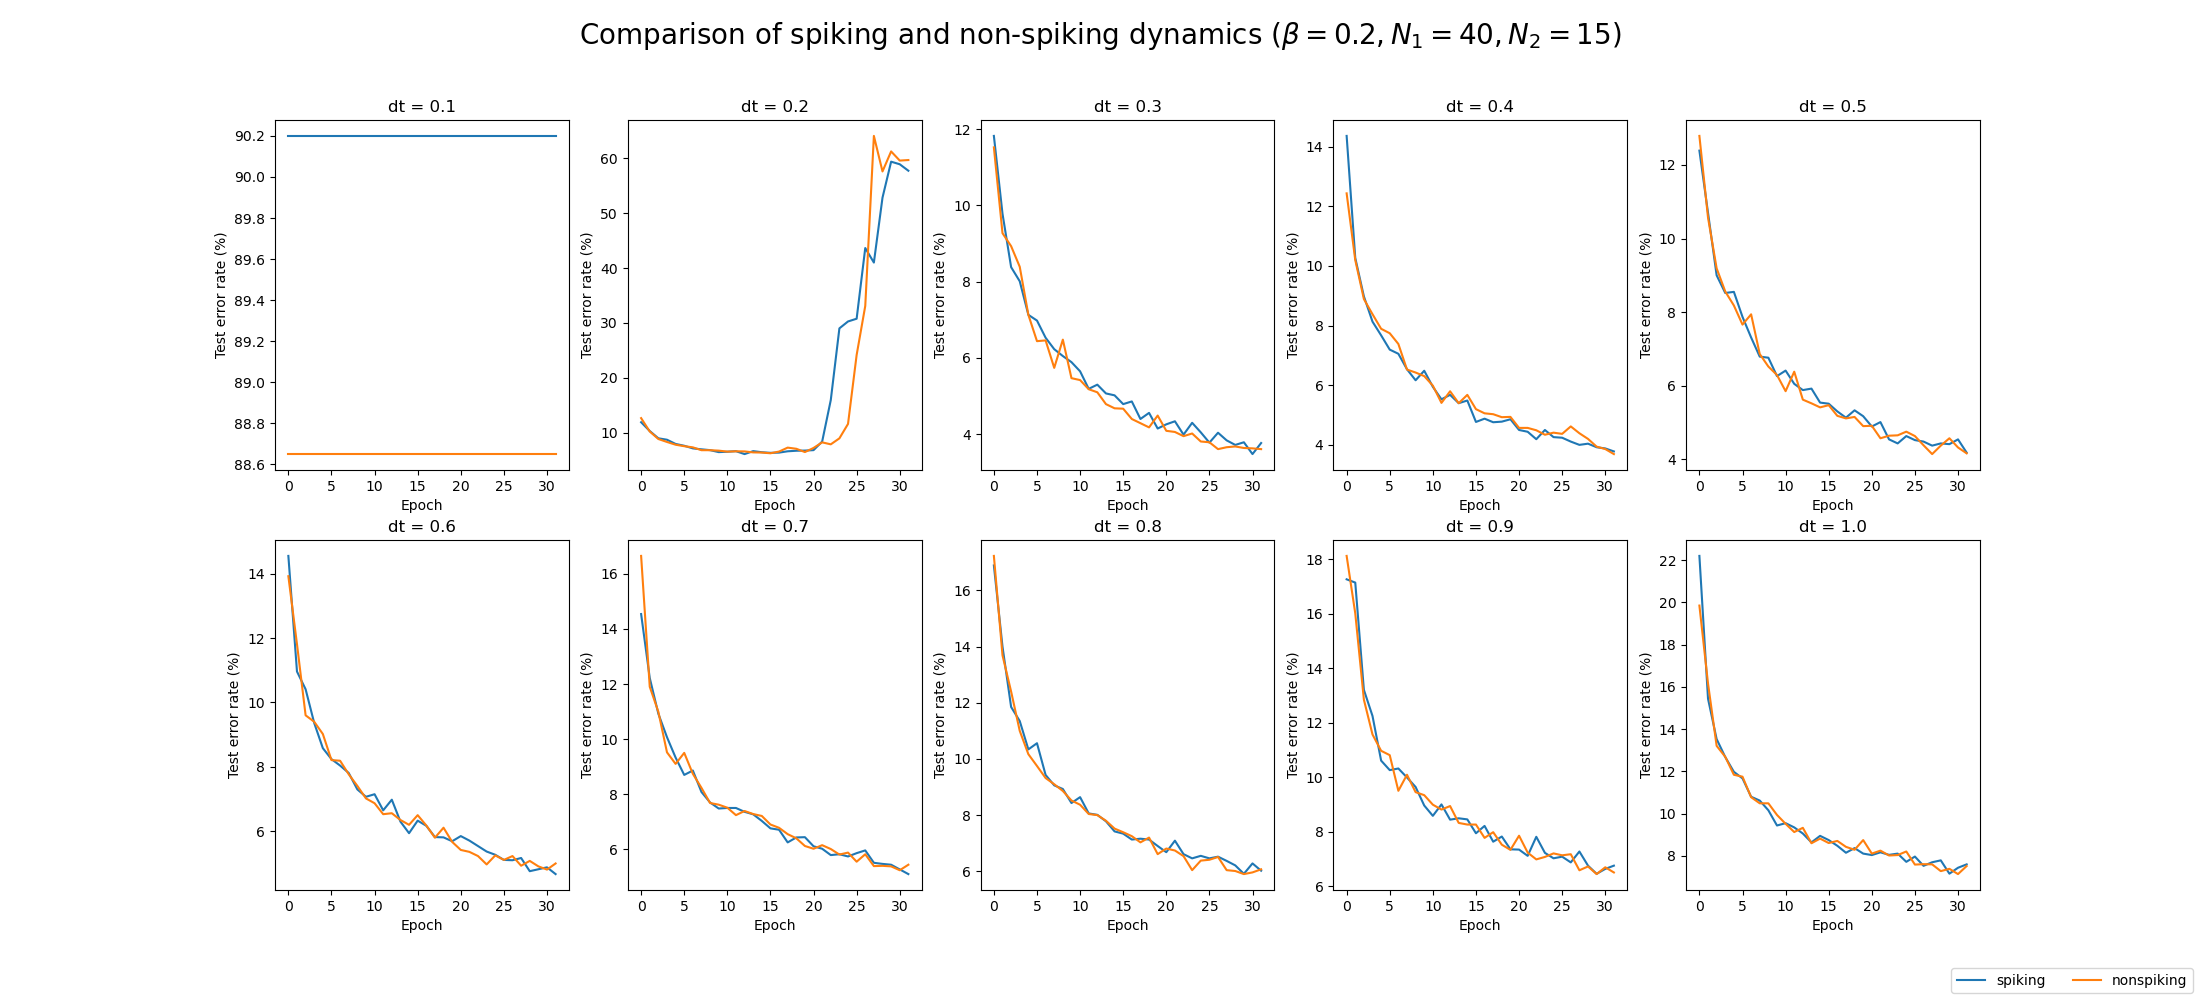 Comparison of spiking and non-spiking dynamics (β = 0.2, N₁ = 40, N₂ = 15)
dt = 0.1
Test error rate (%)
90.2
90.0
89.8
89.6
89.4
89.2
89.0
88.8
88.6
0 5 10 15 20 25 30
Epoch
dt = 0.2
Test error rate (%)
60
50
40
30
20
10
0 5 10 15 20 25 30
Epoch
dt = 0.3
Test error rate (%)
12
10
8
6
4
0 5 10 15 20 25 30
Epoch
dt = 0.4
Test error rate (%)
14
12
10
8
6
4
0 5 10 15 20 25 30
Epoch
dt = 0.5
Test error rate (%)
12
10
8
6
4
0 5 10 15 20 25 30
Epoch
dt = 0.6
Test error rate (%)
14
12
10
8
6
0 5 10 15 20 25 30
Epoch
dt = 0.7
Test error rate (%)
16
14
12
10
8
6
0 5 10 15 20 25 30
Epoch
dt = 0.8
Test error rate (%)
16
14
12
10
8
6
0 5 10 15 20 25 30
Epoch
dt = 0.9
Test error rate (%)
18
16
14
12
10
8
6
0 5 10 15 20 25 30
Epoch
dt = 1.0
Test error rate (%)
22
20
18
16
14
12
10
8
0 5 10 15 20 25 30
Epoch
spiking nonspiking